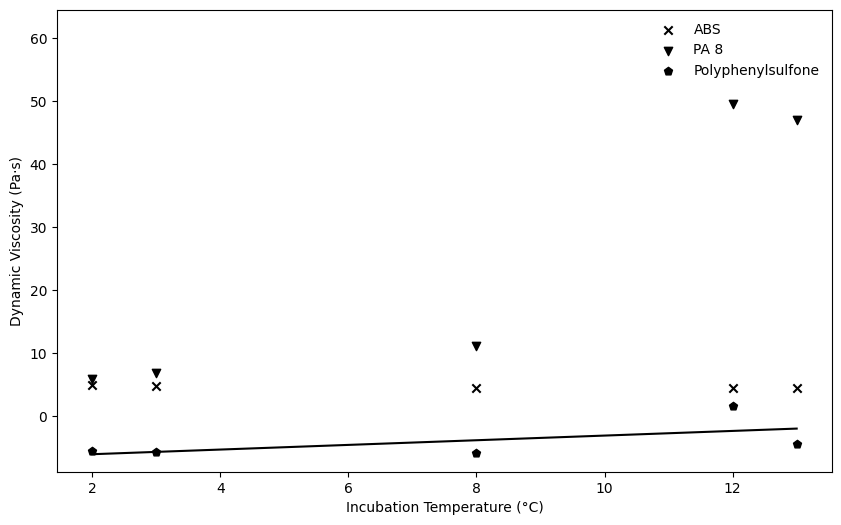 60
50
40
30
20
10
0
2
4
6
8
10
12
Dynamic Viscosity (Pa·s)
Incubation Temperature (°C)
ABS
PA 8
Polyphenylsulfone